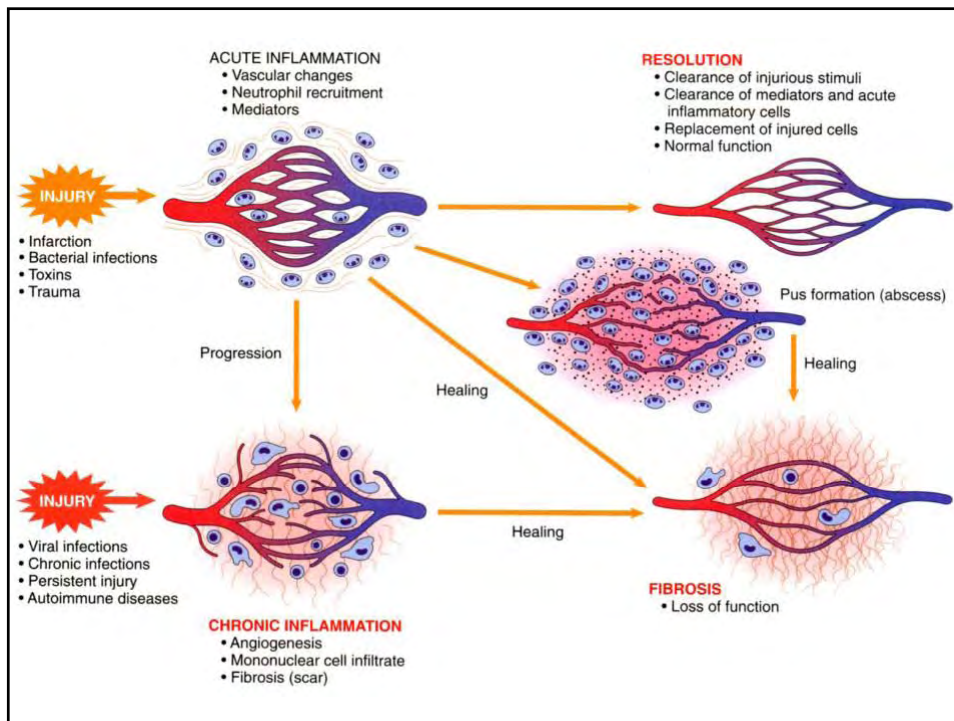 ACUTE INFLAMMATION
• Vascular changes
• Neutrophil recruitment
• Mediators
RESOLUTION
• Clearance of injurious stimuli
• Clearance of mediators and acute
inflammatory cells
• Replacement of injured cells
• Normal function
INJURY
• Infarction
• Bacterial infections
• Toxins
• Trauma
Pus formation (abscess)
Progression
Healing
Healing
INJURY
• Viral infections
• Chronic infections
• Persistent injury
• Autoimmune diseases
Healing
CHRONIC INFLAMMATION
• Angiogenesis
• Mononuclear cell infiltrate
• Fibrosis (scar)
FIBROSIS
• Loss of function